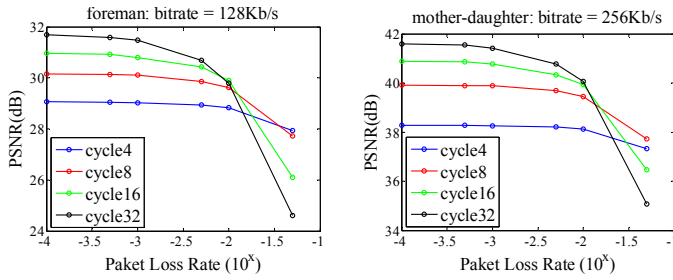 foreman: bitrate = 128Kb/s
PSNR(dB)
32
30
28
26
24
cycle4
cycle8
cycle16
cycle32
-4 -3.5 -3 -2.5 -2 -1.5 -1
Paket Loss Rate (10^x)
mother-daughter: bitrate = 256Kb/s
PSNR(dB)
42
40
38
36
34
cycle4
cycle8
cycle16
cycle32
-4 -3.5 -3 -2.5 -2 -1.5 -1
Paket Loss Rate (10^x)